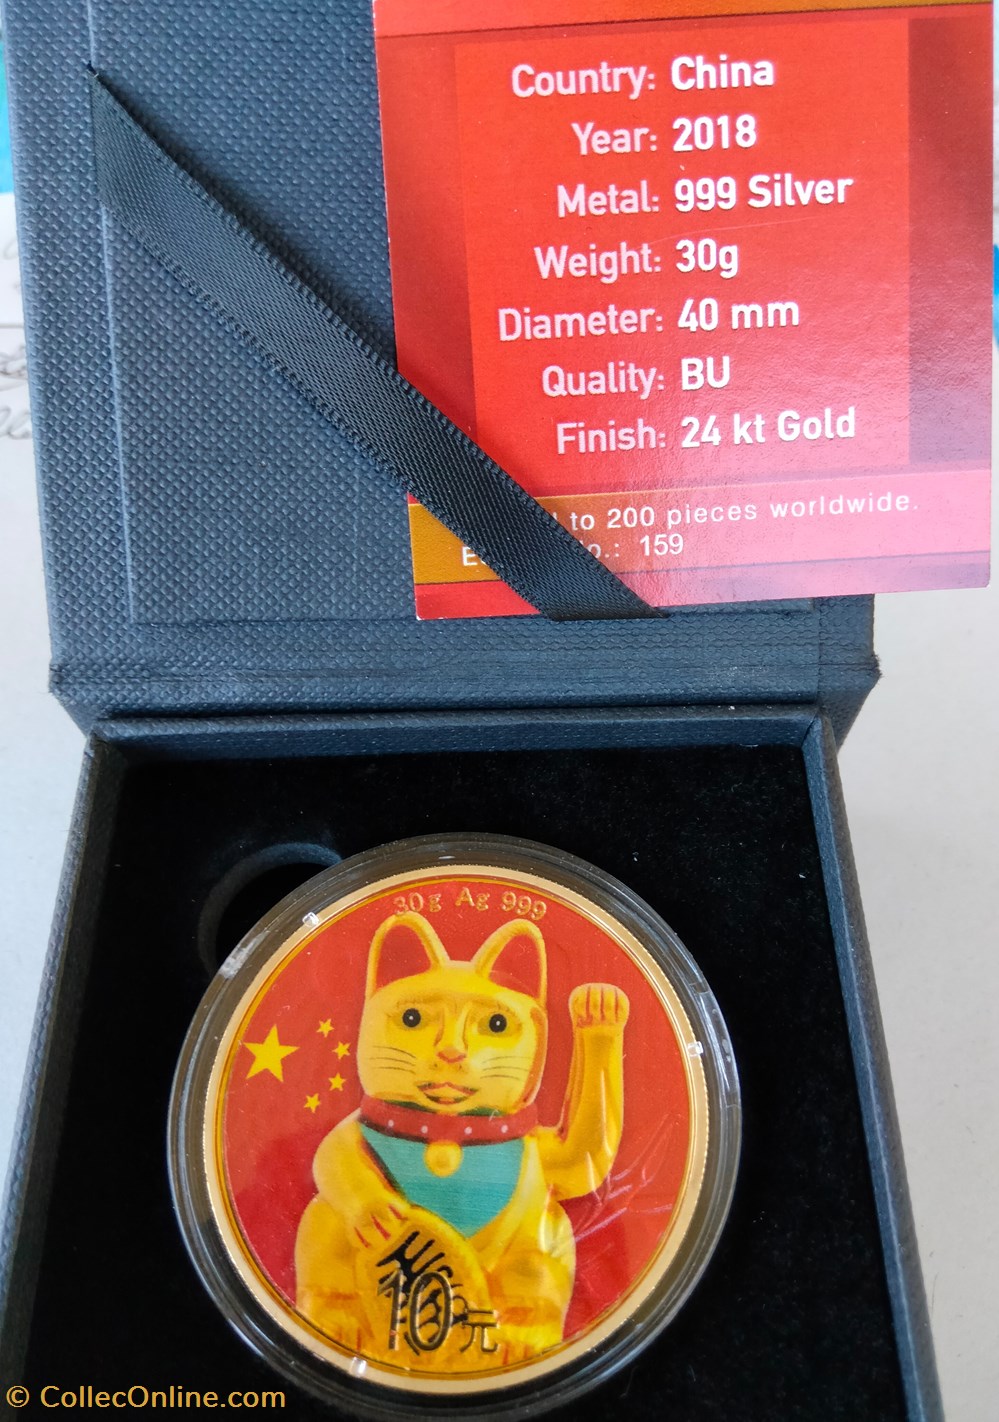 Country: China
Year: 2018
Metal: 999 Silver
Weight: 30g
Diameter: 40 mm
Quality: BU
Finish: 24 kt Gold
to 200 pieces worldwide.
159
30g Ag 999
10元
© CollecOnline.com